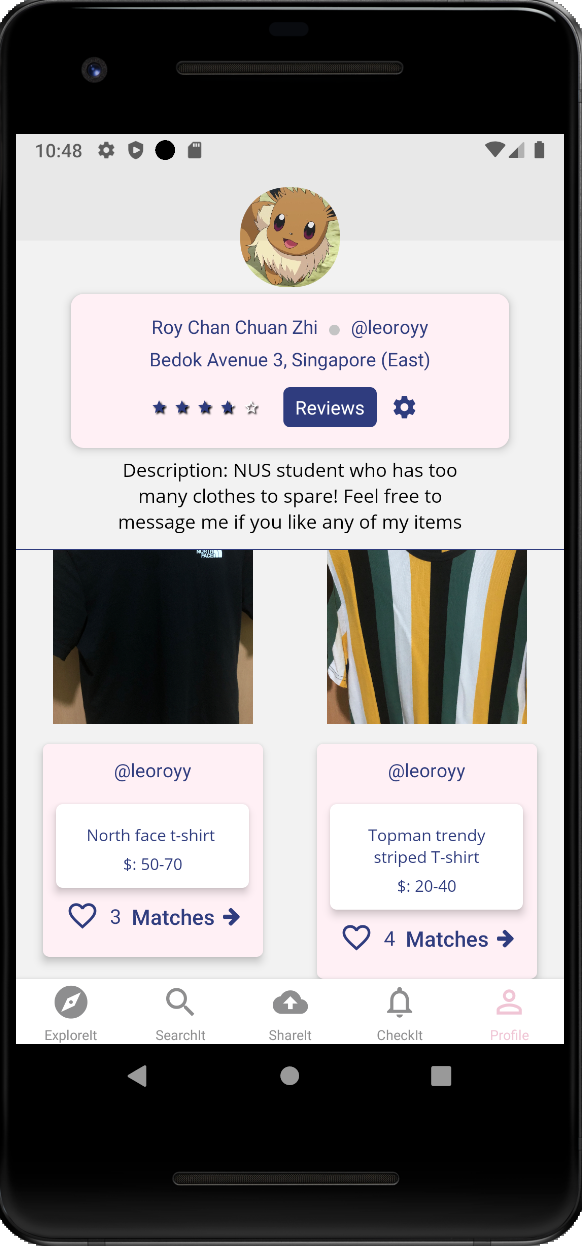 10:48
Roy Chan Chuan Zhi @leoroyy
Bedok Avenue 3, Singapore (East)
Reviews
Description: NUS student who has too
many clothes to spare! Feel free to
message me if you like any of my items
NORTH
FACE
@leoroyy
North face t-shirt
$: 50-70
3 Matches
@leoroyy
Topman trendy
striped T-shirt
$: 20-40
4 Matches
ExploreIt
SearchIt
ShareIt
CheckIt
Profile